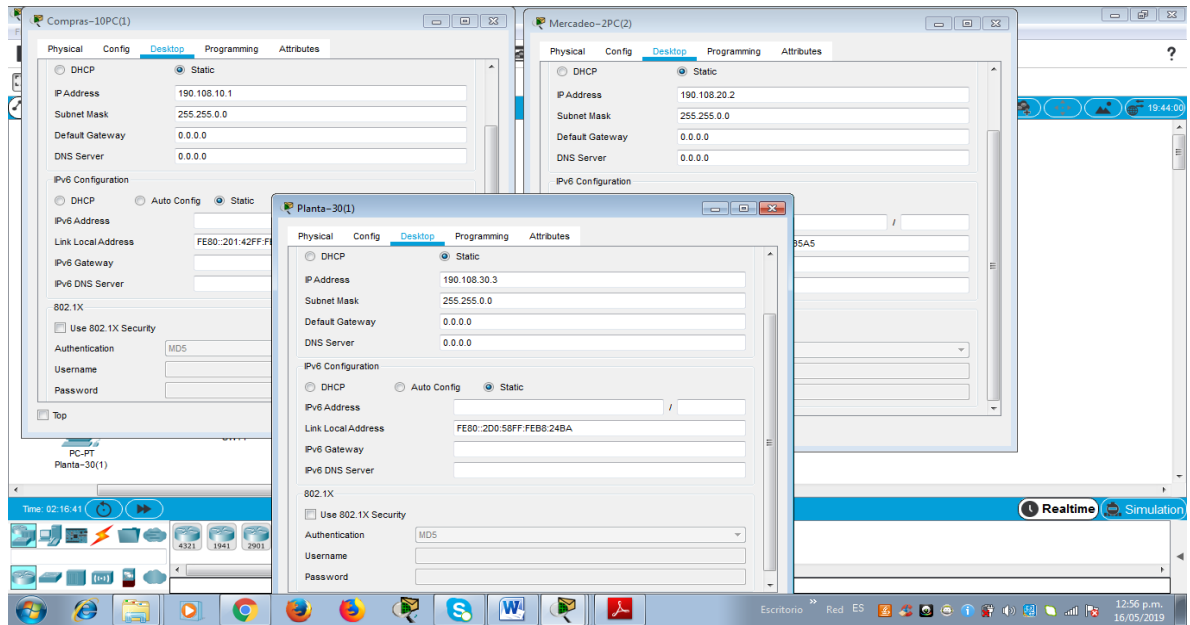 Compras-10PC(1)
Physical Config Desktop Programming Attributes
DHCP Static
IP Address 190.108.10.1
Subnet Mask 255.255.0.0
Default Gateway 0.0.0.0
DNS Server 0.0.0.0
IPv6 Configuration
DHCP Auto Config Static
IPv6 Address
Link Local Address FE80::201:42FF:F
IPv6 Gateway
IPv6 DNS Server
802.1X
Use 802.1X Security
Authentication MD5
Username
Password
Top
Mercadeo-2PC(2)
Physical Config Desktop Programming Attributes
DHCP Static
IP Address 190.108.20.2
Subnet Mask 255.255.0.0
Default Gateway 0.0.0.0
DNS Server 0.0.0.0
IPv6 Configuration
/
85A5
Planta-30(1)
Physical Config Desktop Programming Attributes
DHCP Static
IP Address 190.108.30.3
Subnet Mask 255.255.0.0
Default Gateway 0.0.0.0
DNS Server 0.0.0.0
IPv6 Configuration
DHCP Auto Config Static
IPv6 Address /
Link Local Address FE80::2D0:58FF:FEB8:24BA
IPv6 Gateway
IPv6 DNS Server
802.1X
Use 802.1X Security
Authentication MD5
Username
Password
?
19:44:00
PC-PT
Planta-30(1)
Time: 02:16:41
Realtime Simulation
4321 1941 2901
Escritorio » Red ES
12:56 p.m.
16/05/2019